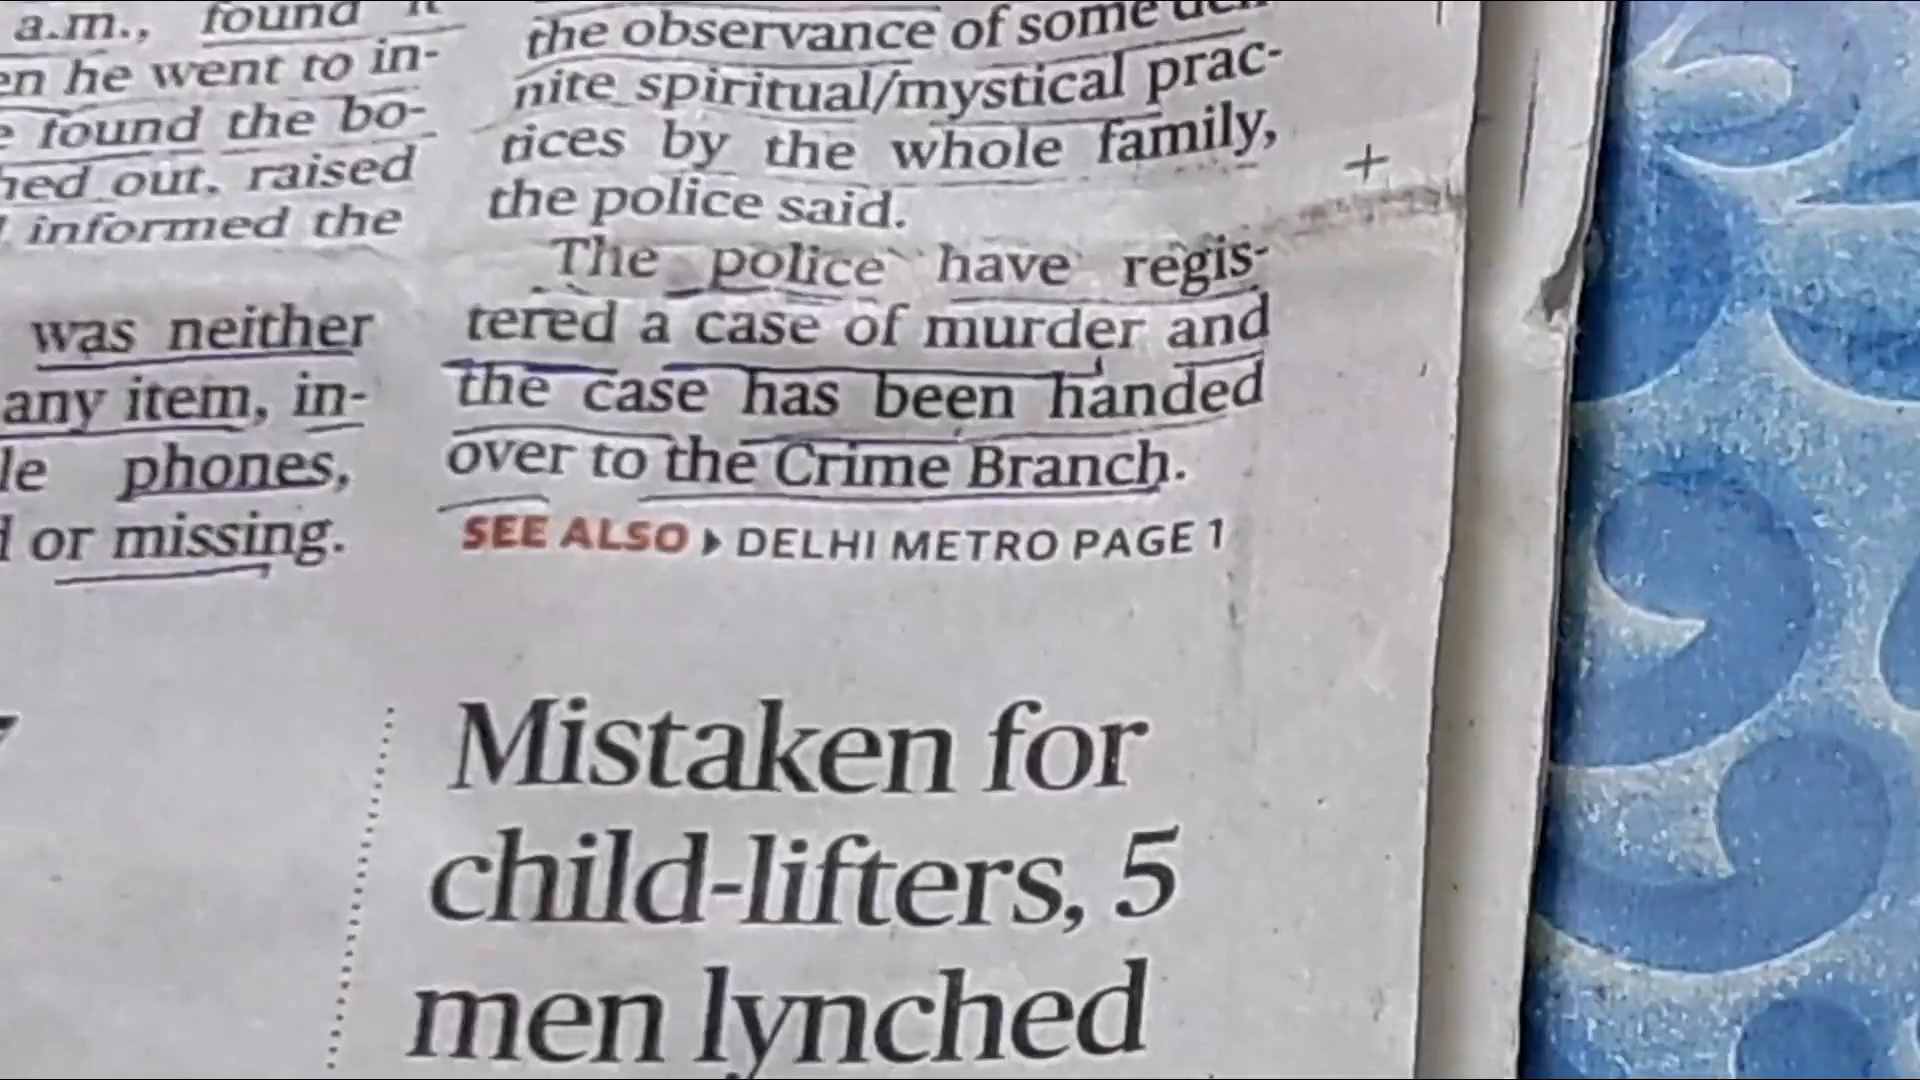 a.m., found it
en he went to in-
found the bo-
hed out, raised
informed the
was neither
any item, in-
le phones,
d or missing.
the observance of some
nite spiritual/mystical prac-
tices by the whole family,
the police said.
The police have regis-
tered a case of murder and
the case has been handed
over to the Crime Branch.
SEE ALSO ▸ DELHI METRO PAGE 1
Mistaken for
child-lifters, 5
men lynched